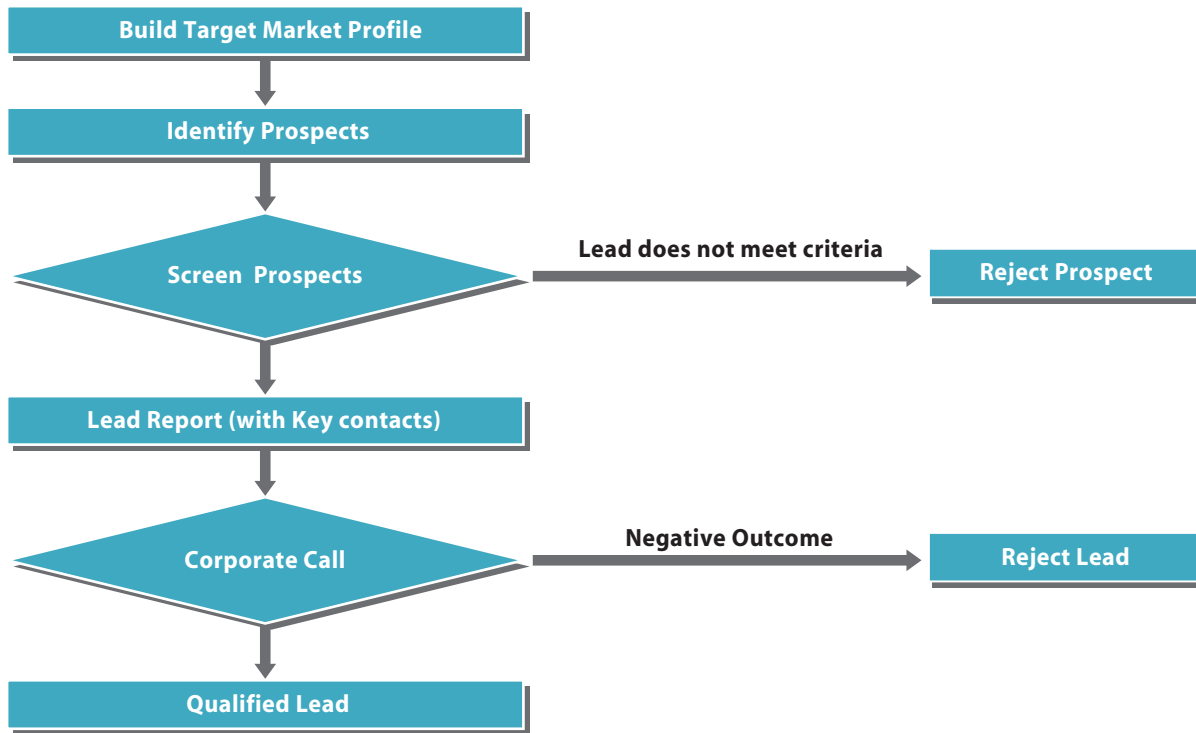 Build Target Market Profile
Identify Prospects
Screen Prospects
Lead does not meet criteria
Reject Prospect
Lead Report (with Key contacts)
Corporate Call
Negative Outcome
Reject Lead
Qualified Lead